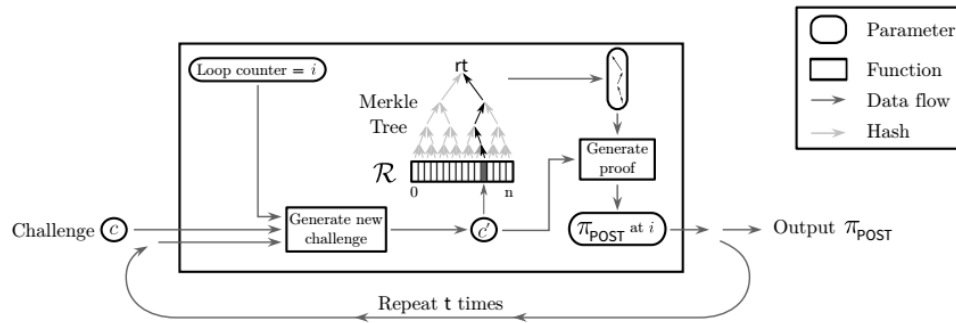 Loop counter = i
rt
Merkle
Tree
R
0
n
Generate
proof
Generate new
challenge
Challenge c
c′
π_POST at i
Output π_POST
Repeat t times
Parameter
Function
Data flow
Hash